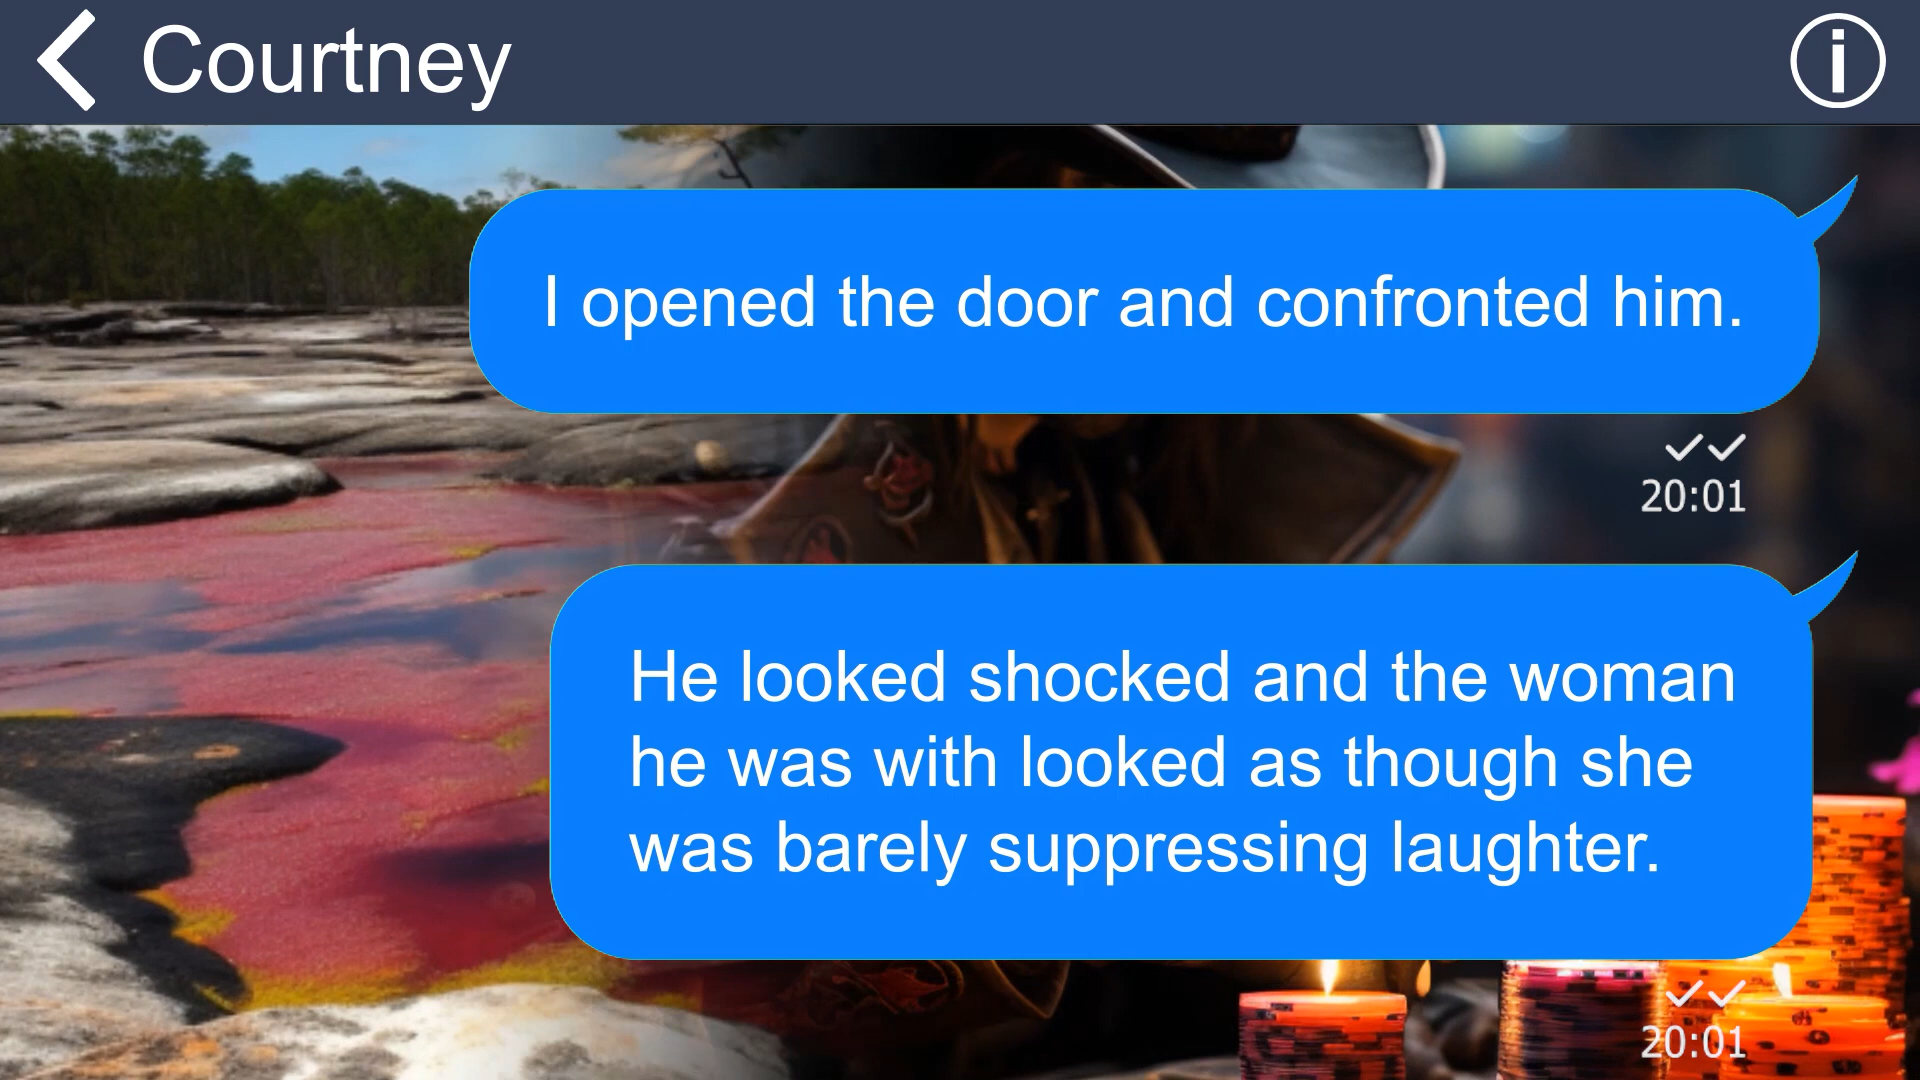 Courtney
I opened the door and confronted him.
20:01
He looked shocked and the woman
he was with looked as though she
was barely suppressing laughter.
20:01